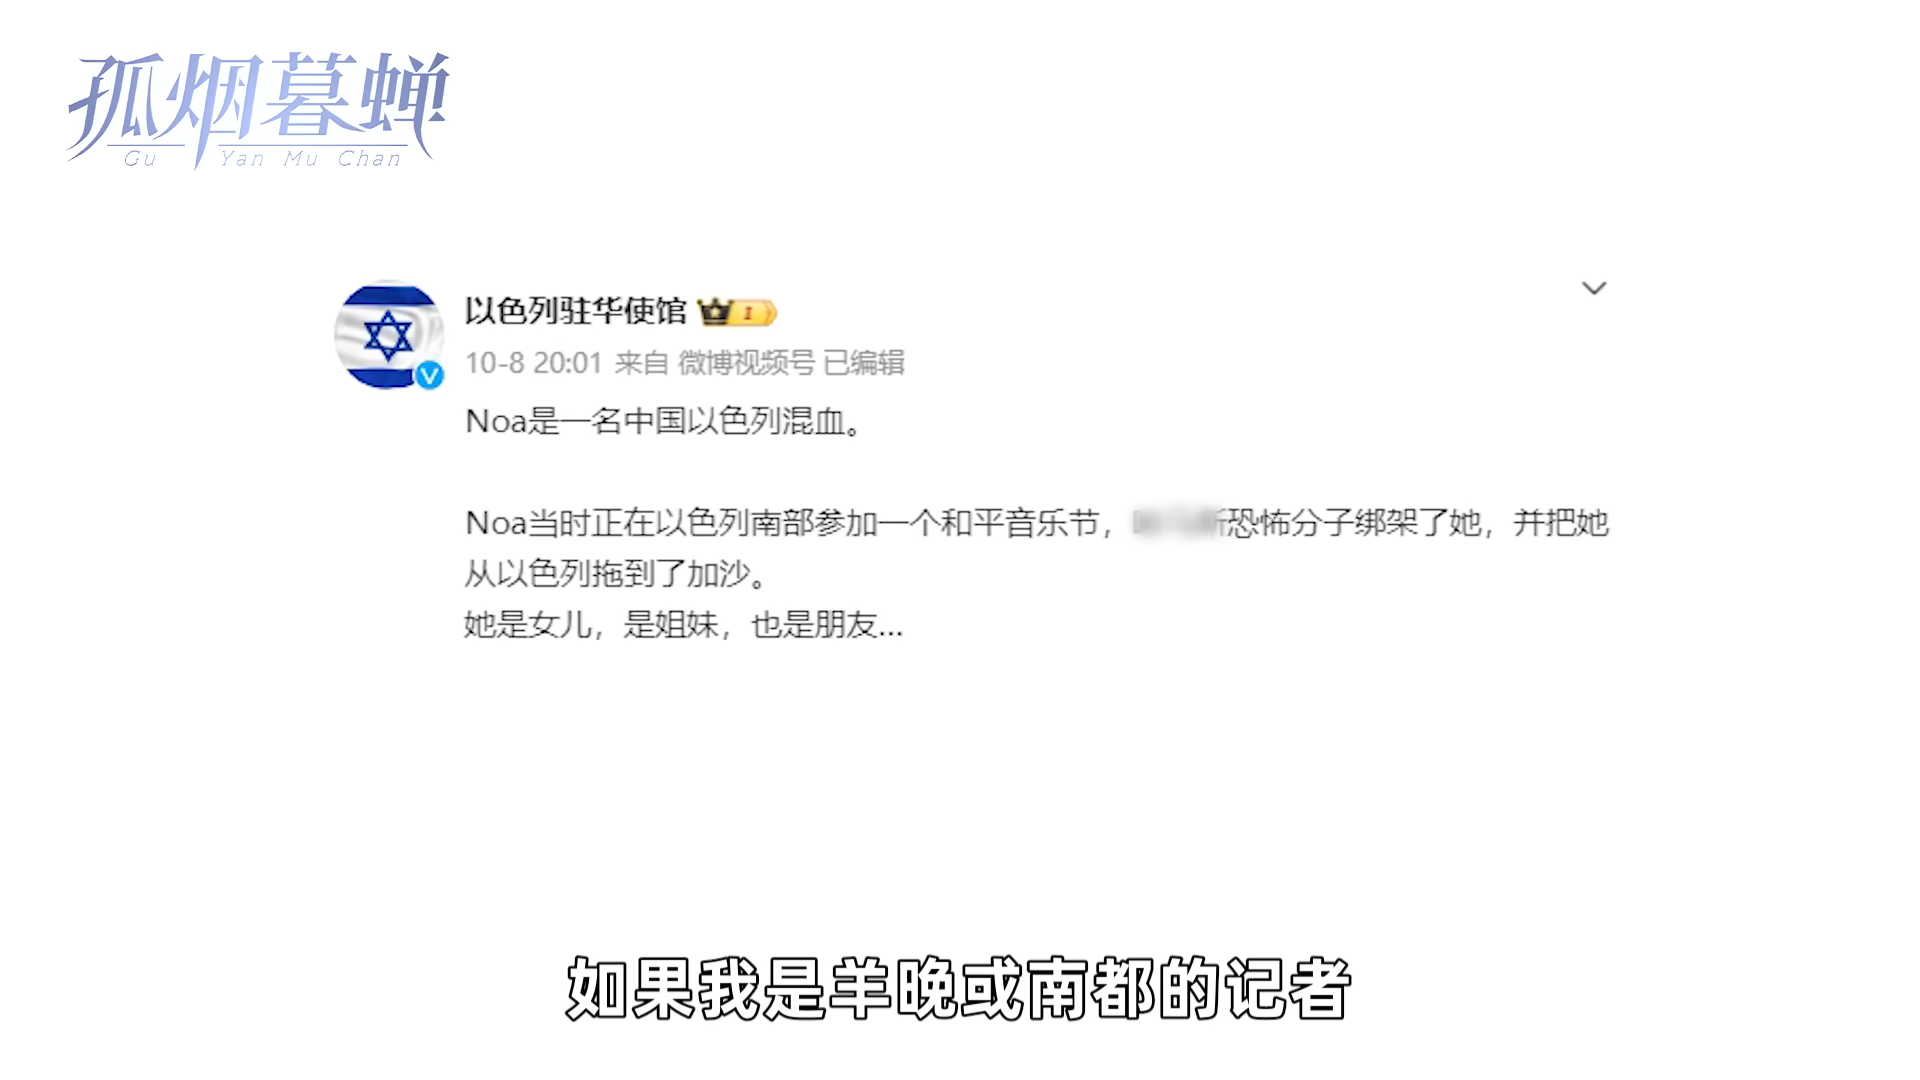 孤烟暮蝉
Gu Yan Mu Chan
以色列驻华使馆 I
10-8 20:01 来自 微博视频号 已编辑
Noa是一名中国以色列混血。
Noa当时正在以色列南部参加一个和平音乐节，斯恐怖分子绑架了她，并把她
从以色列拖到了加沙。
她是女儿，是姐妹，也是朋友...
如果我是羊晚或南都的记者